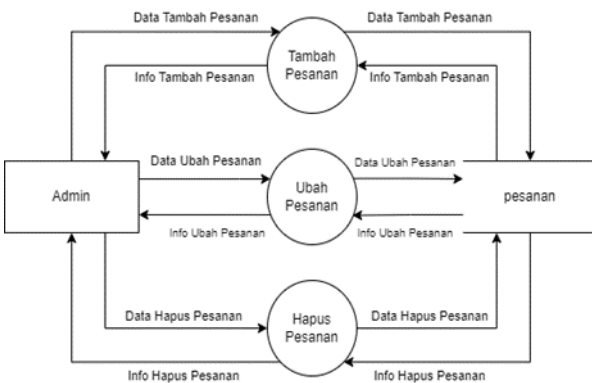 Data Tambah Pesanan
Data Tambah Pesanan
Tambah
Pesanan
Info Tambah Pesanan
Info Tambah Pesanan
Data Ubah Pesanan
Data Ubah Pesanan
Admin
Ubah
Pesanan
pesanan
Info Ubah Pesanan
Info Ubah Pesanan
Data Hapus Pesanan
Hapus
Pesanan
Data Hapus Pesanan
Info Hapus Pesanan
Info Hapus Pesanan